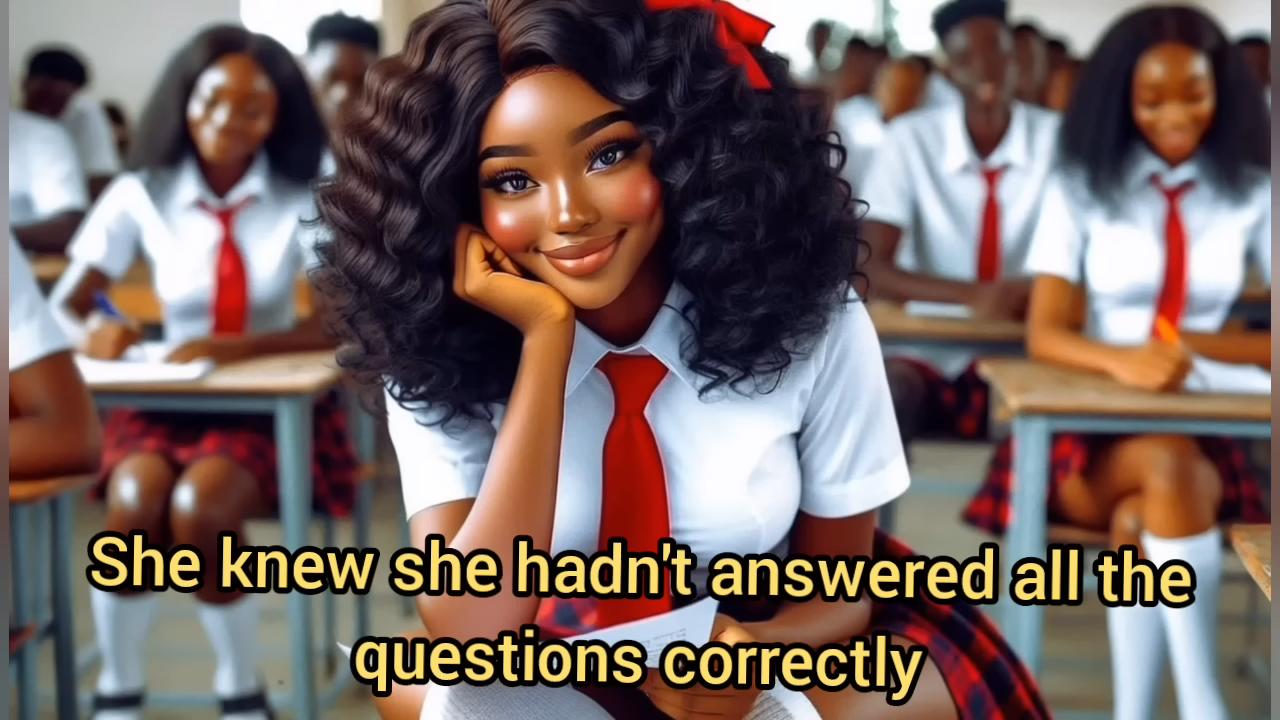 She knew she hadn't answered all the
questions correctly